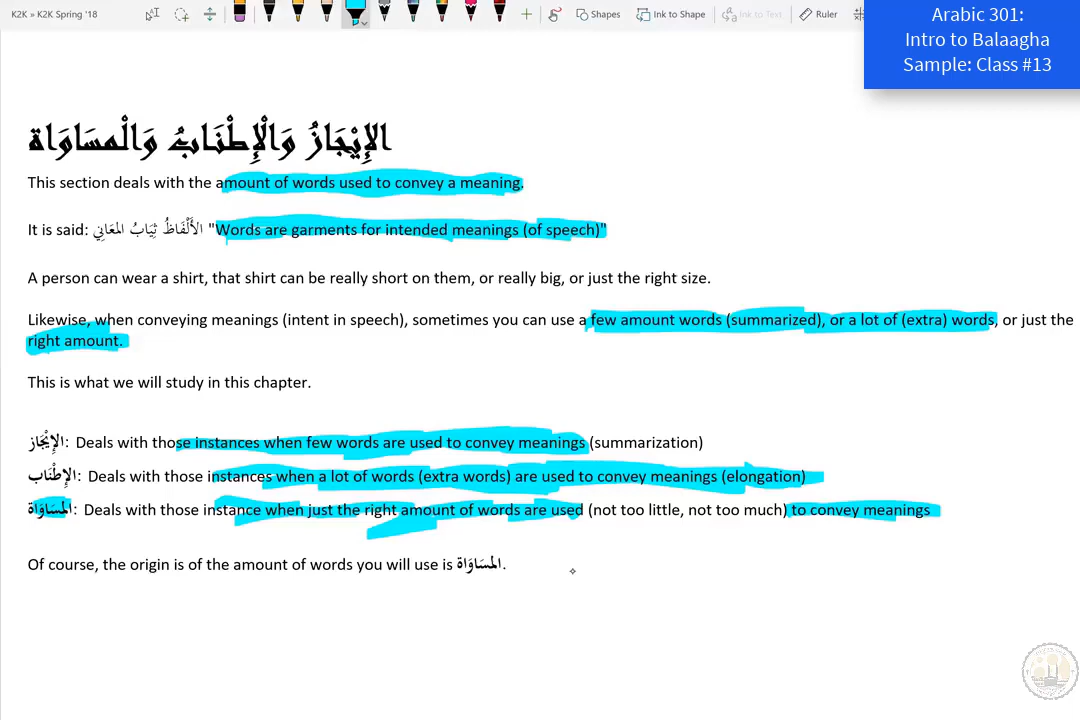 K2K » K2K Spring '18
Shapes
Ink to Shape
Ink to Text
Ruler
Arabic 301:
Intro to Balaagha
Sample: Class #13
الإِيْجَازُ وَالْإِطْنَابُ وَالْمسَاوَاة
This section deals with the amount of words used to convey a meaning.
It is said: الأَلْفَاظُ ثِيَابُ المَعَانِي "Words are garments for intended meanings (of speech)"
A person can wear a shirt, that shirt can be really short on them, or really big, or just the right size.
Likewise, when conveying meanings (intent in speech), sometimes you can use a few amount words (summarized), or a lot of (extra) words, or just the
right amount.
This is what we will study in this chapter.
الإِيْجَاز: Deals with those instances when few words are used to convey meanings (summarization)
الإِطْنَاب: Deals with those instances when a lot of words (extra words) are used to convey meanings (elongation)
المسَاوَاة: Deals with those instance when just the right amount of words are used (not too little, not too much) to convey meanings
Of course, the origin is of the amount of words you will use is المسَاوَاة.